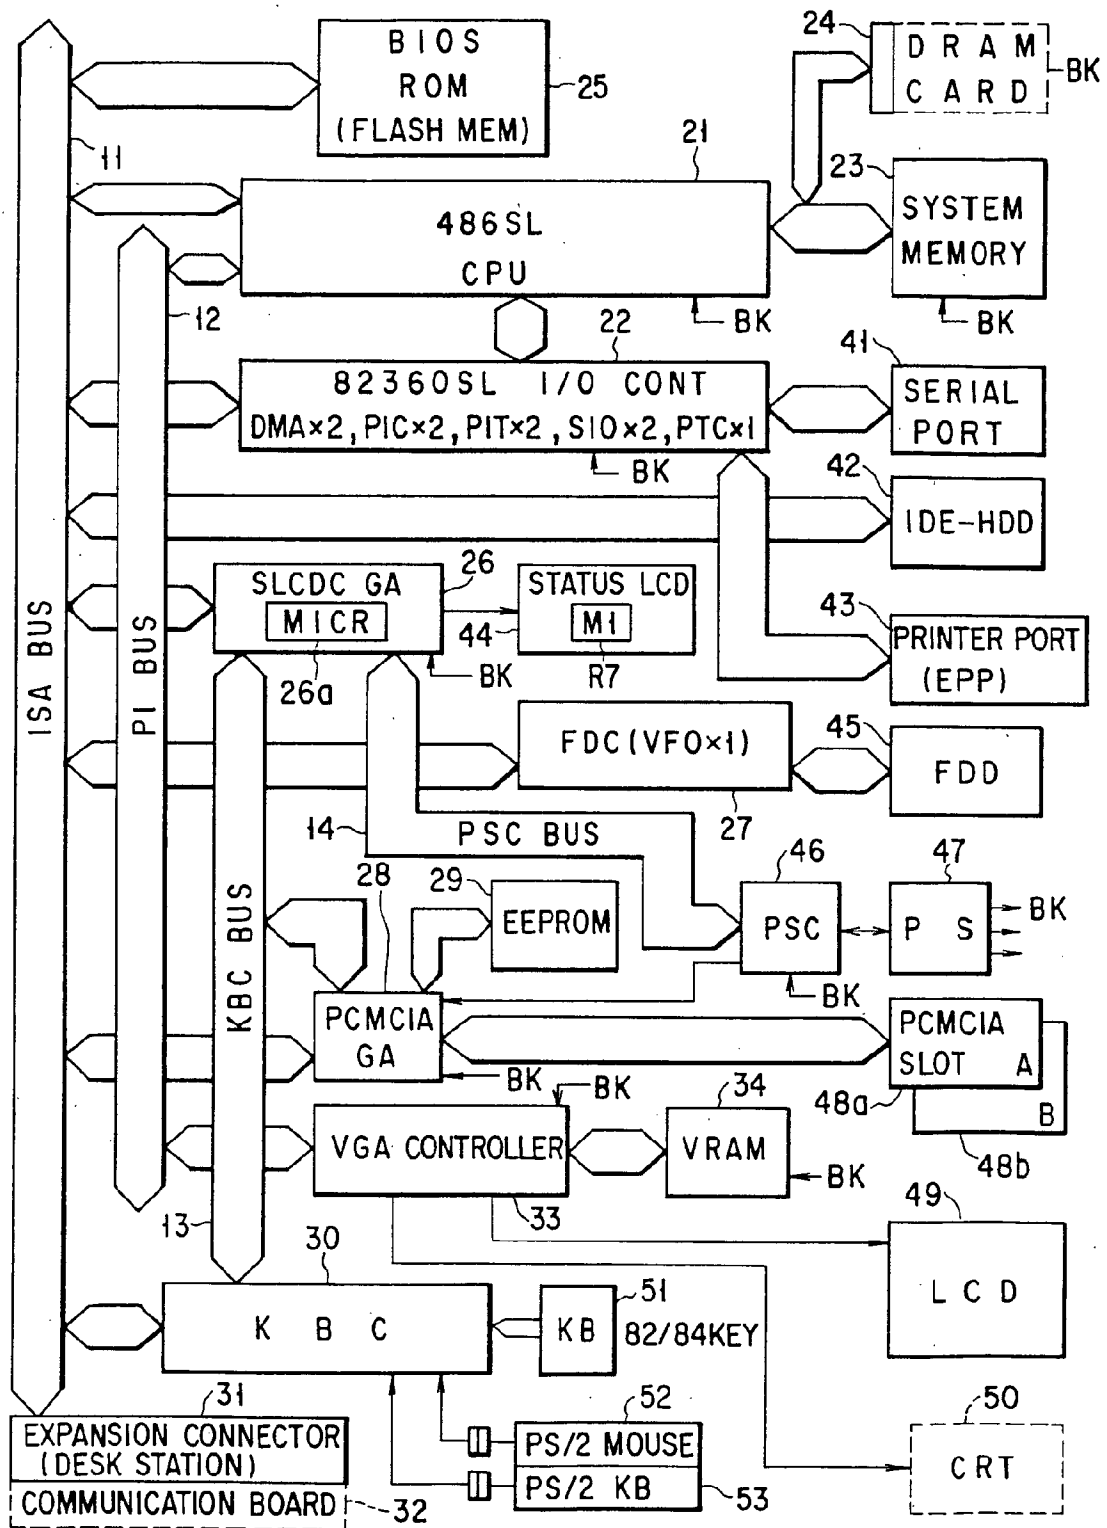 BIOS
ROM
(FLASH MEM)
25
24
DRAM
CARD
BK
11
21
486SL
CPU
BK
23
SYSTEM
MEMORY
BK
12
22
82360SL I/O CONT
DMA×2, PIC×2, PIT×2, SIO×2, PTC×1
BK
41
SERIAL
PORT
42
IDE-HDD
ISA BUS
PI BUS
SLCDC GA
MICR
26
26a
BK
STATUS LCD
M1
44
R7
43
PRINTER PORT
(EPP)
FDC (VFO×1)
27
45
FDD
14
PSC BUS
KBC BUS
28
29
EEPROM
46
PSC
BK
47
PS
BK
PCMCIA
GA
BK
PCMCIA
SLOT A
48a
B
48b
BK
VGA CONTROLLER
33
34
VRAM
BK
13
49
LCD
30
KBC
51
KB
82/84KEY
31
EXPANSION CONNECTOR
(DESK STATION)
COMMUNICATION BOARD
32
52
PS/2 MOUSE
PS/2 KB
53
50
CRT